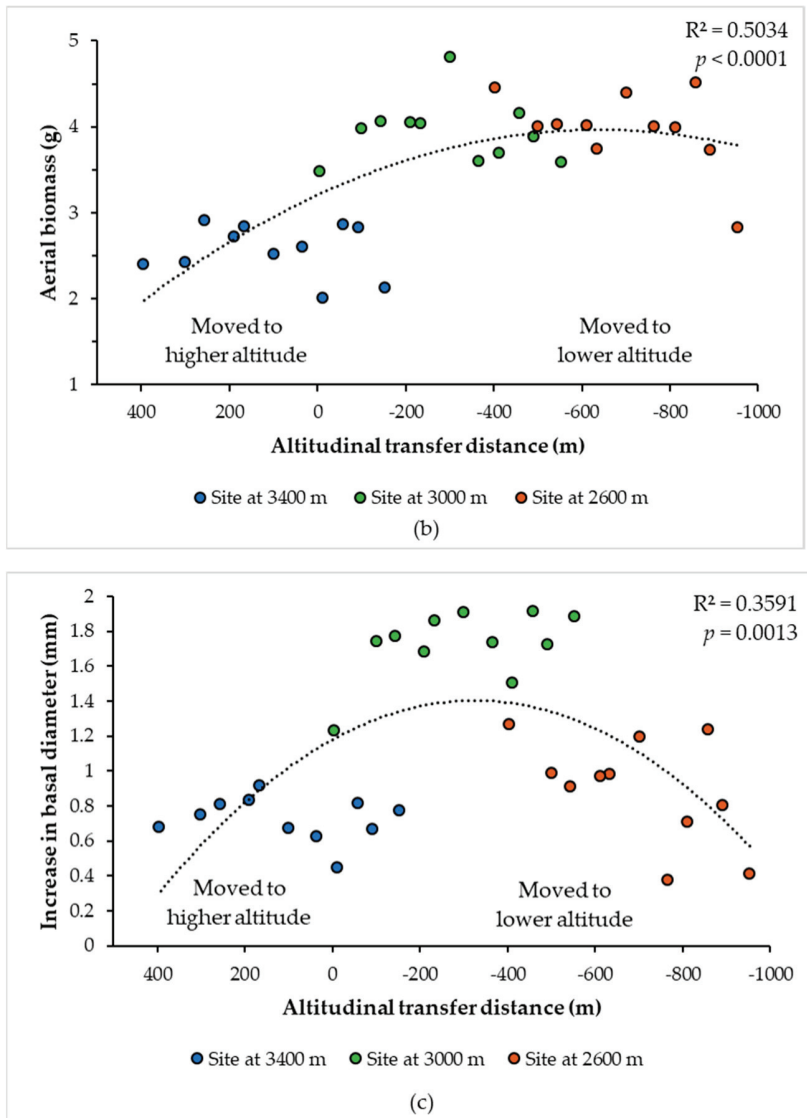 R² = 0.5034
p < 0.0001
5
4
3
2
1
Aerial biomass (g)
Moved to
higher altitude
Moved to
lower altitude
400 200 0 -200 -400 -600 -800 -1000
Altitudinal transfer distance (m)
Site at 3400 m Site at 3000 m Site at 2600 m
(b)
R² = 0.3591
p = 0.0013
2
1.8
1.6
1.4
1.2
1
0.8
0.6
0.4
0.2
0
Increase in basal diameter (mm)
Moved to
higher altitude
Moved to
lower altitude
400 200 0 -200 -400 -600 -800 -1000
Altitudinal transfer distance (m)
Site at 3400 m Site at 3000 m Site at 2600 m
(c)